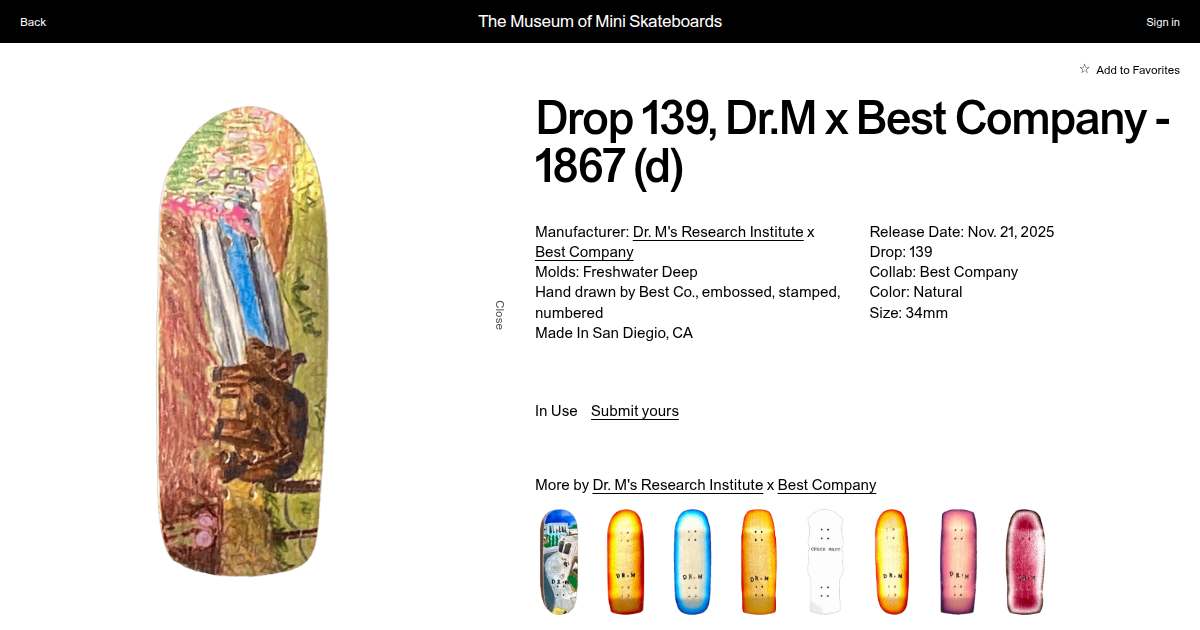 Back
The Museum of Mini Skateboards
Sign in
☆ Add to Favorites
Drop 139, Dr.M x Best Company -
1867 (d)
Manufacturer: Dr. M's Research Institute x
Best Company
Molds: Freshwater Deep
Hand drawn by Best Co., embossed, stamped,
numbered
Made In San Diegio, CA
Release Date: Nov. 21, 2025
Drop: 139
Collab: Best Company
Color: Natural
Size: 34mm
Close
In Use Submit yours
More by Dr. M's Research Institute x Best Company
DR.M
DR.M
DR.M
DR.M
DR.M
DR.M